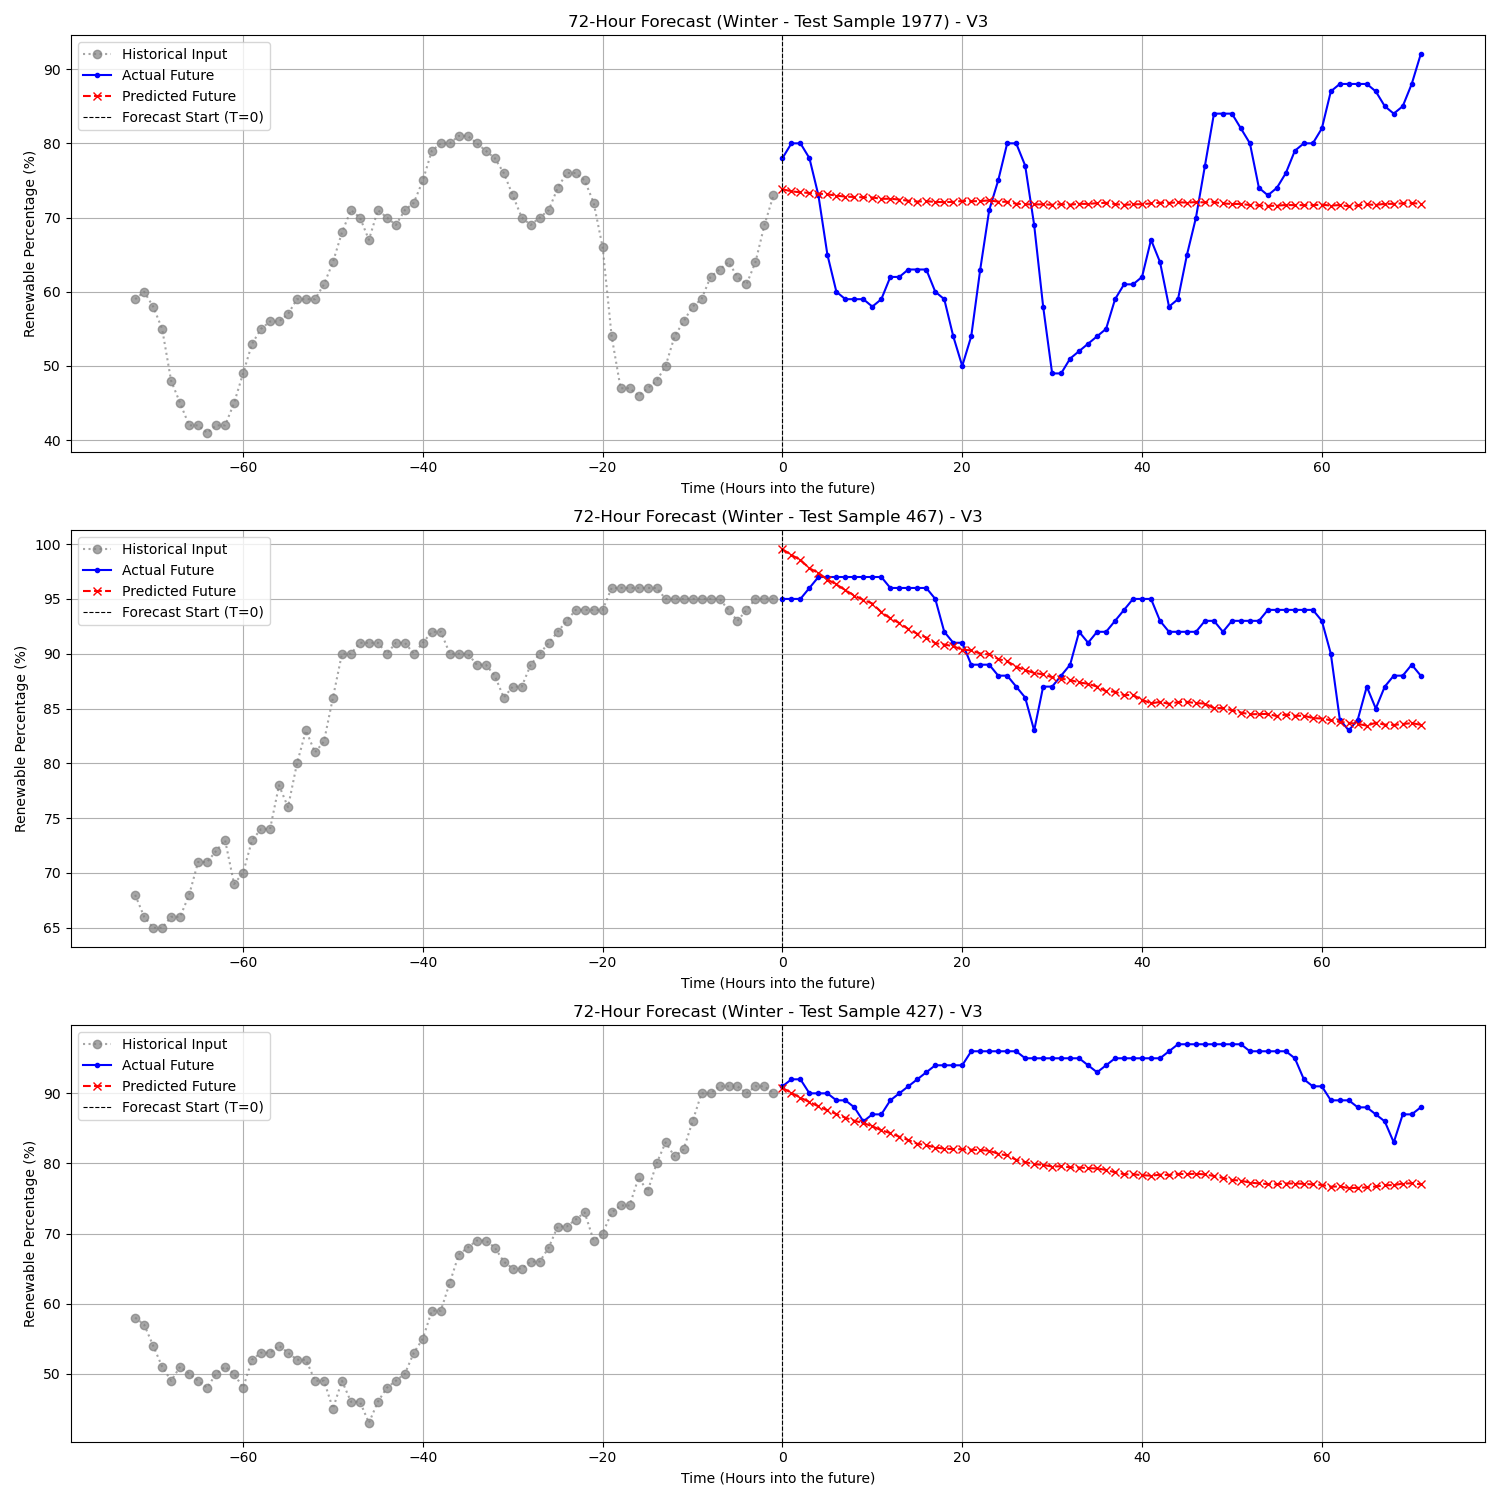 72-Hour Forecast (Winter - Test Sample 1977) - V3
Historical Input
Actual Future
Predicted Future
Forecast Start (T=0)
Renewable Percentage (%)
90
80
70
60
50
40
−60 −40 −20 0 20 40 60
Time (Hours into the future)
72-Hour Forecast (Winter - Test Sample 467) - V3
Historical Input
Actual Future
Predicted Future
Forecast Start (T=0)
Renewable Percentage (%)
100
95
90
85
80
75
70
65
−60 −40 −20 0 20 40 60
Time (Hours into the future)
72-Hour Forecast (Winter - Test Sample 427) - V3
Historical Input
Actual Future
Predicted Future
Forecast Start (T=0)
Renewable Percentage (%)
90
80
70
60
50
−60 −40 −20 0 20 40 60
Time (Hours into the future)